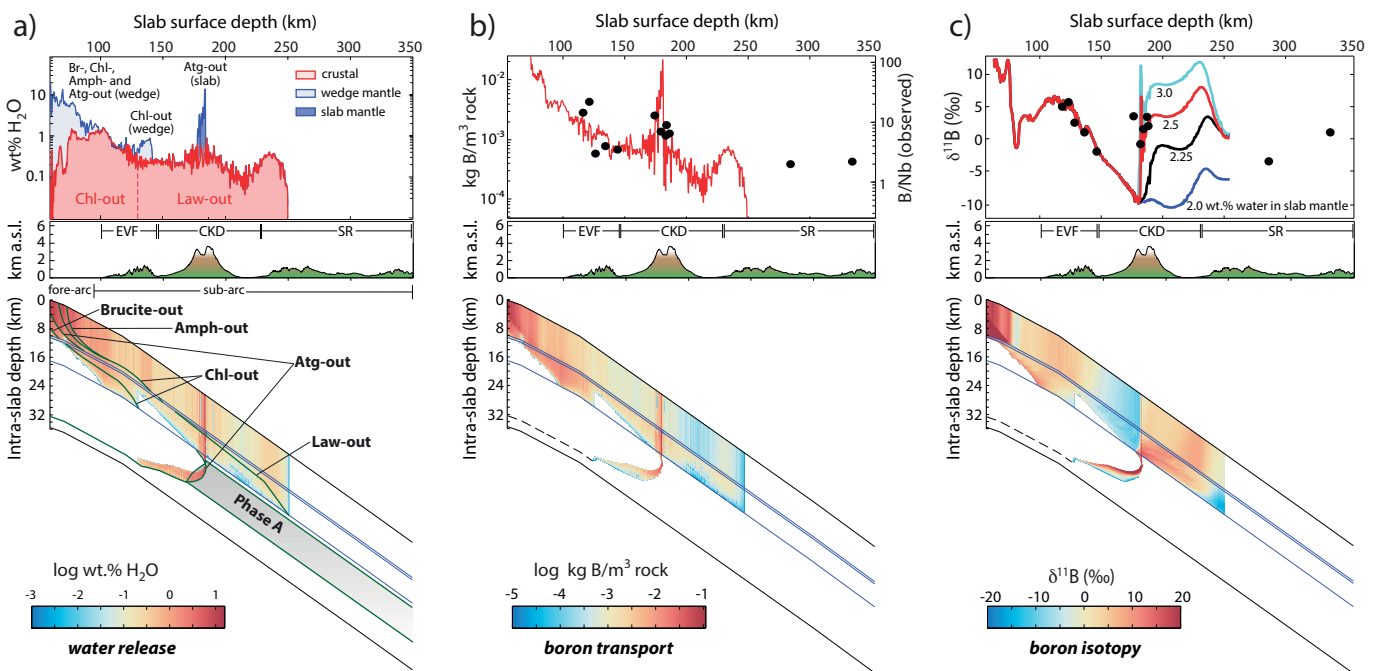 a)
Slab surface depth (km)
100 150 200 250 300 350
wt% H₂O
10
1
0.1
Br-, Chl-,
Amph- and
Atg-out (wedge)
Chl-out
(wedge)
Atg-out
(slab)
crustal
wedge mantle
slab mantle
Chl-out
Law-out
km a.s.l.
6
4
2
0
EVF CKD SR
fore-arc sub-arc
Intra-slab depth (km)
0
8
16
24
32
Brucite-out
Amph-out
Atg-out
Chl-out
Law-out
Phase A
log wt.% H₂O
-3 -2 -1 0 1
water release
b)
Slab surface depth (km)
100 150 200 250 300 350
kg B/m³ rock
10⁻²
10⁻³
10⁻⁴
B/Nb (observed)
100
10
1
km a.s.l.
6
4
2
0
EVF CKD SR
Intra-slab depth (km)
0
8
16
24
32
log kg B/m³ rock
-5 -4 -3 -2 -1
boron transport
c)
Slab surface depth (km)
100 150 200 250 300 350
δ¹¹B (‰)
10
5
0
-5
-10
3.0
2.5
2.25
2.0 wt.% water in slab mantle
km a.s.l.
6
4
2
0
EVF CKD SR
Intra-slab depth (km)
0
8
16
24
32
δ¹¹B (‰)
-20 -10 0 10 20
boron isotopy